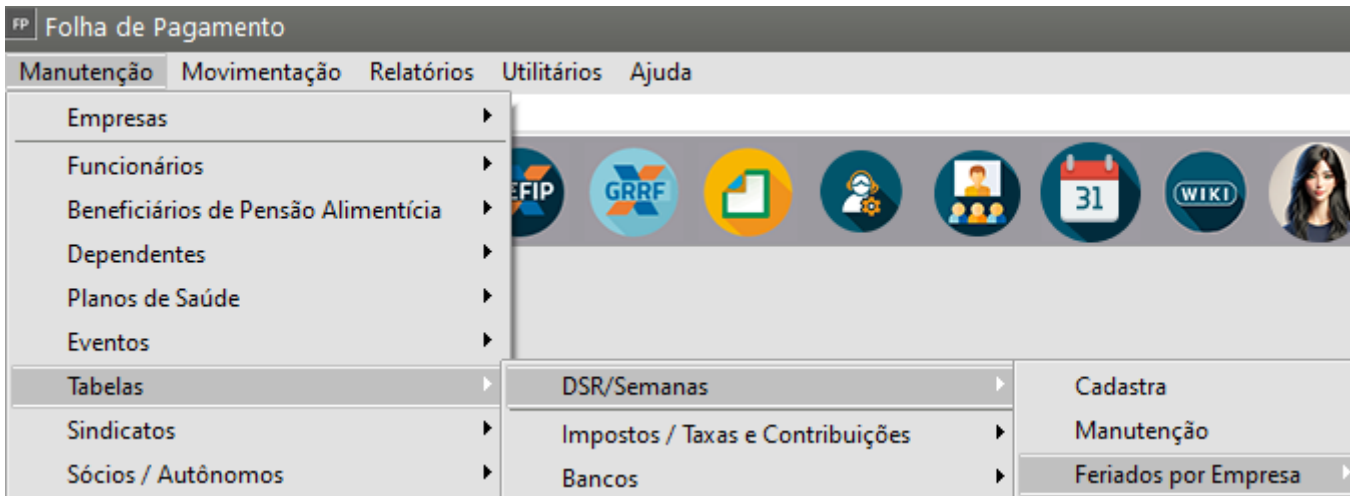 FP Folha de Pagamento
Manutenção Movimentação Relatórios Utilitários Ajuda
Empresas
Funcionários
Beneficiários de Pensão Alimentícia
Dependentes
Planos de Saúde
Eventos
Tabelas
Sindicatos
Sócios / Autônomos
GRRF
31
WIKI
DSR/Semanas
Impostos / Taxas e Contribuições
Bancos
Cadastra
Manutenção
Feriados por Empresa